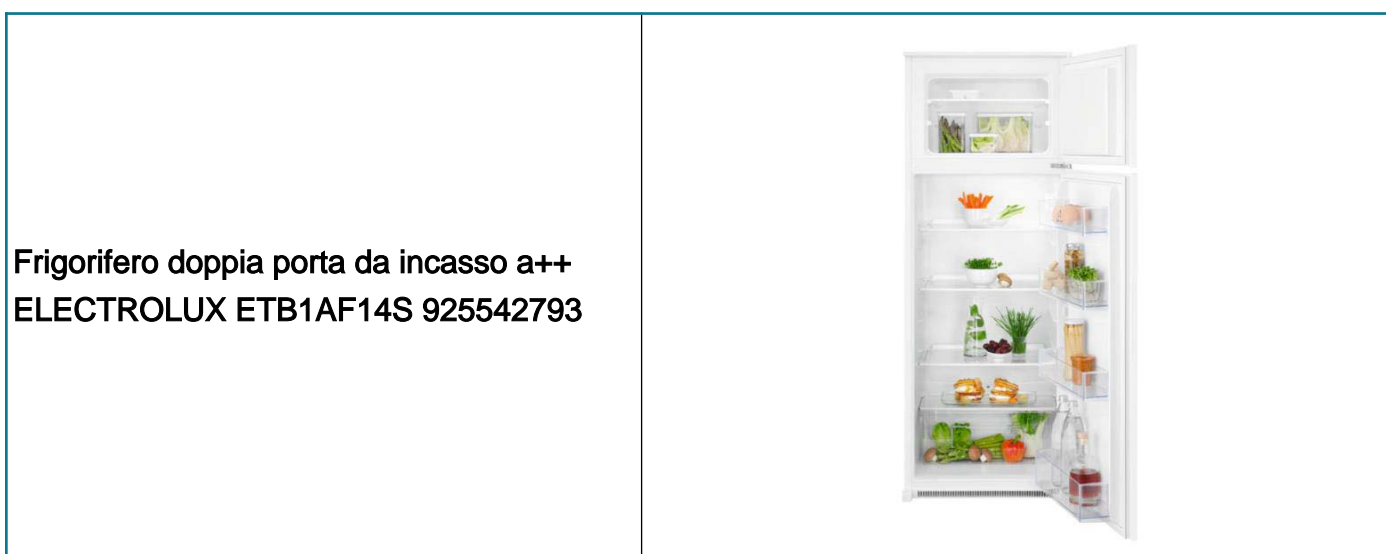 Frigorifero doppia porta da incasso a++
ELECTROLUX ETB1AF14S 925542793